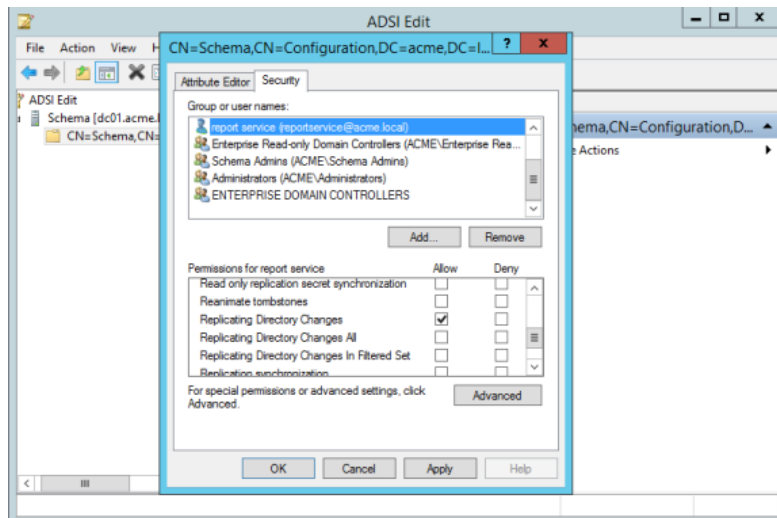 ADSI Edit
File Action View H
CN=Schema,CN=Configuration,DC=acme,DC=l...
?
x
Attribute Editor
Security
ADSI Edit
Schema [dc01.acme.l
CN=Schema,CN=
Group or user names:
report service (reportservice@acme.local)
Enterprise Read-only Domain Controllers (ACME\Enterprise Rea...
Schema Admins (ACME\Schema Admins)
Administrators (ACME\Administrators)
ENTERPRISE DOMAIN CONTROLLERS
hema,CN=Configuration,D...
e Actions
Add...
Remove
Permissions for report service
Allow
Deny
Read only replication secret synchronization
Reanimate tombstones
Replicating Directory Changes
Replicating Directory Changes All
Replicating Directory Changes In Filtered Set
Replication synchronization
For special permissions or advanced settings, click
Advanced.
Advanced
OK
Cancel
Apply
Help